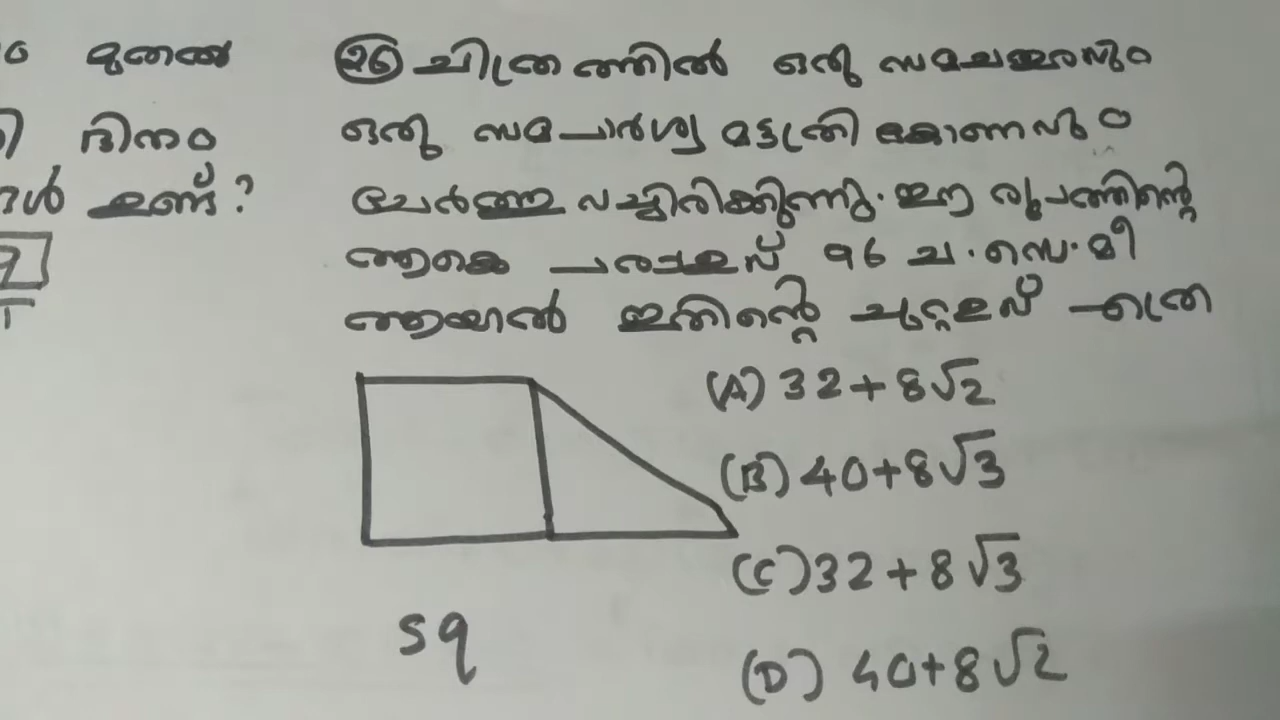 മുതൽ
ദിനം
ണ്ട്?
26 ചിത്രത്തിൽ ഒരു സമചതുരവും
ഒരു സമപാർശ്വ മട്ടത്രികോണവും
ചേർത്തു വച്ചിരിക്കുന്നു. ഈ രൂപത്തിന്റെ
ആകെ പരപ്പളവ് 96 ച.സെ.മീ
ആയാൽ ഇതിന്റെ ചുറ്റളവ് എത്ര
(A) 32+8√2
(B) 40+8√3
(C) 32+8√3
(D) 40+8√2
sq